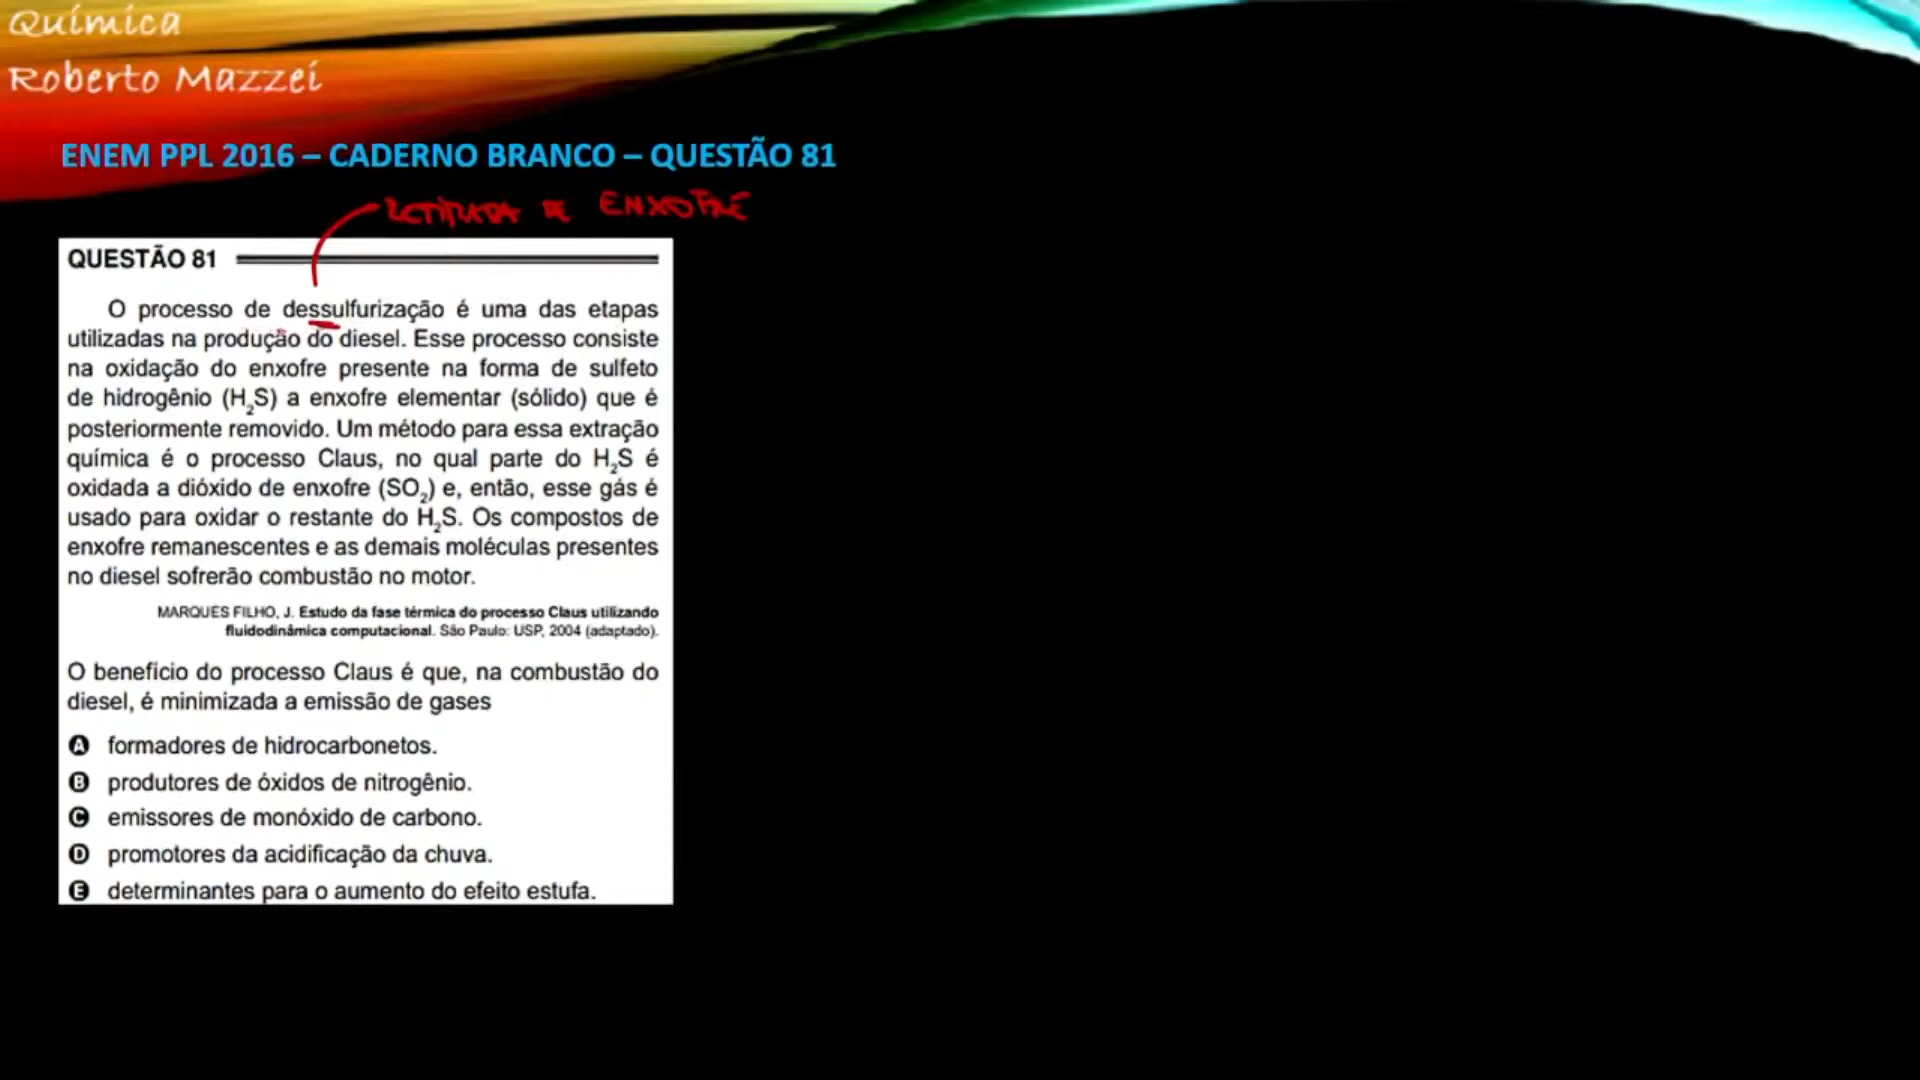 Química
Roberto Mazzei
ENEM PPL 2016 – CADERNO BRANCO – QUESTÃO 81
RETIRADA DE ENXOFRE
QUESTÃO 81
O processo de dessulfurização é uma das etapas
utilizadas na produção do diesel. Esse processo consiste
na oxidação do enxofre presente na forma de sulfeto
de hidrogênio (H₂S) a enxofre elementar (sólido) que é
posteriormente removido. Um método para essa extração
química é o processo Claus, no qual parte do H₂S é
oxidada a dióxido de enxofre (SO₂) e, então, esse gás é
usado para oxidar o restante do H₂S. Os compostos de
enxofre remanescentes e as demais moléculas presentes
no diesel sofrerão combustão no motor.
MARQUES FILHO, J. Estudo da fase térmica do processo Claus utilizando
fluidodinâmica computacional. São Paulo: USP, 2004 (adaptado).
O benefício do processo Claus é que, na combustão do
diesel, é minimizada a emissão de gases
A formadores de hidrocarbonetos.
B produtores de óxidos de nitrogênio.
C emissores de monóxido de carbono.
D promotores da acidificação da chuva.
E determinantes para o aumento do efeito estufa.